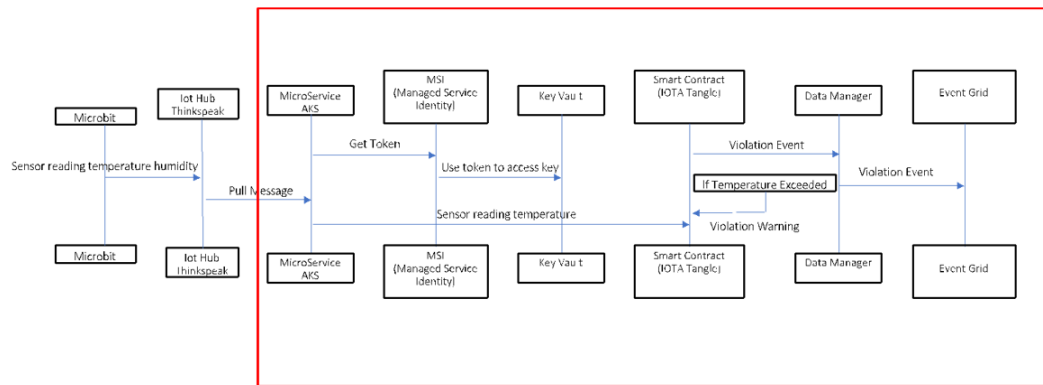 MSI
(Managed Service
Identity)
Smart Contract
(IOTA Tangle)
Iot Hub
Thinkspeak
MicroService
AKS
Key Vau t
Data Manager
Event Grid
Microbit
Get Token
Violation Event
Sensor reading temperature humidity
Use token to access key
Violation Event
If Temperature Exceeded
Pull Message
Sensor reading temperature
Violation Warning
Microbit
Iot Hub
Thinkspeak
MicroService
AKS
MSI
(Managed Service
Identity)
Key Vau t
Smart Contract
(IOTA Tangle)
Data Manager
Event Grid